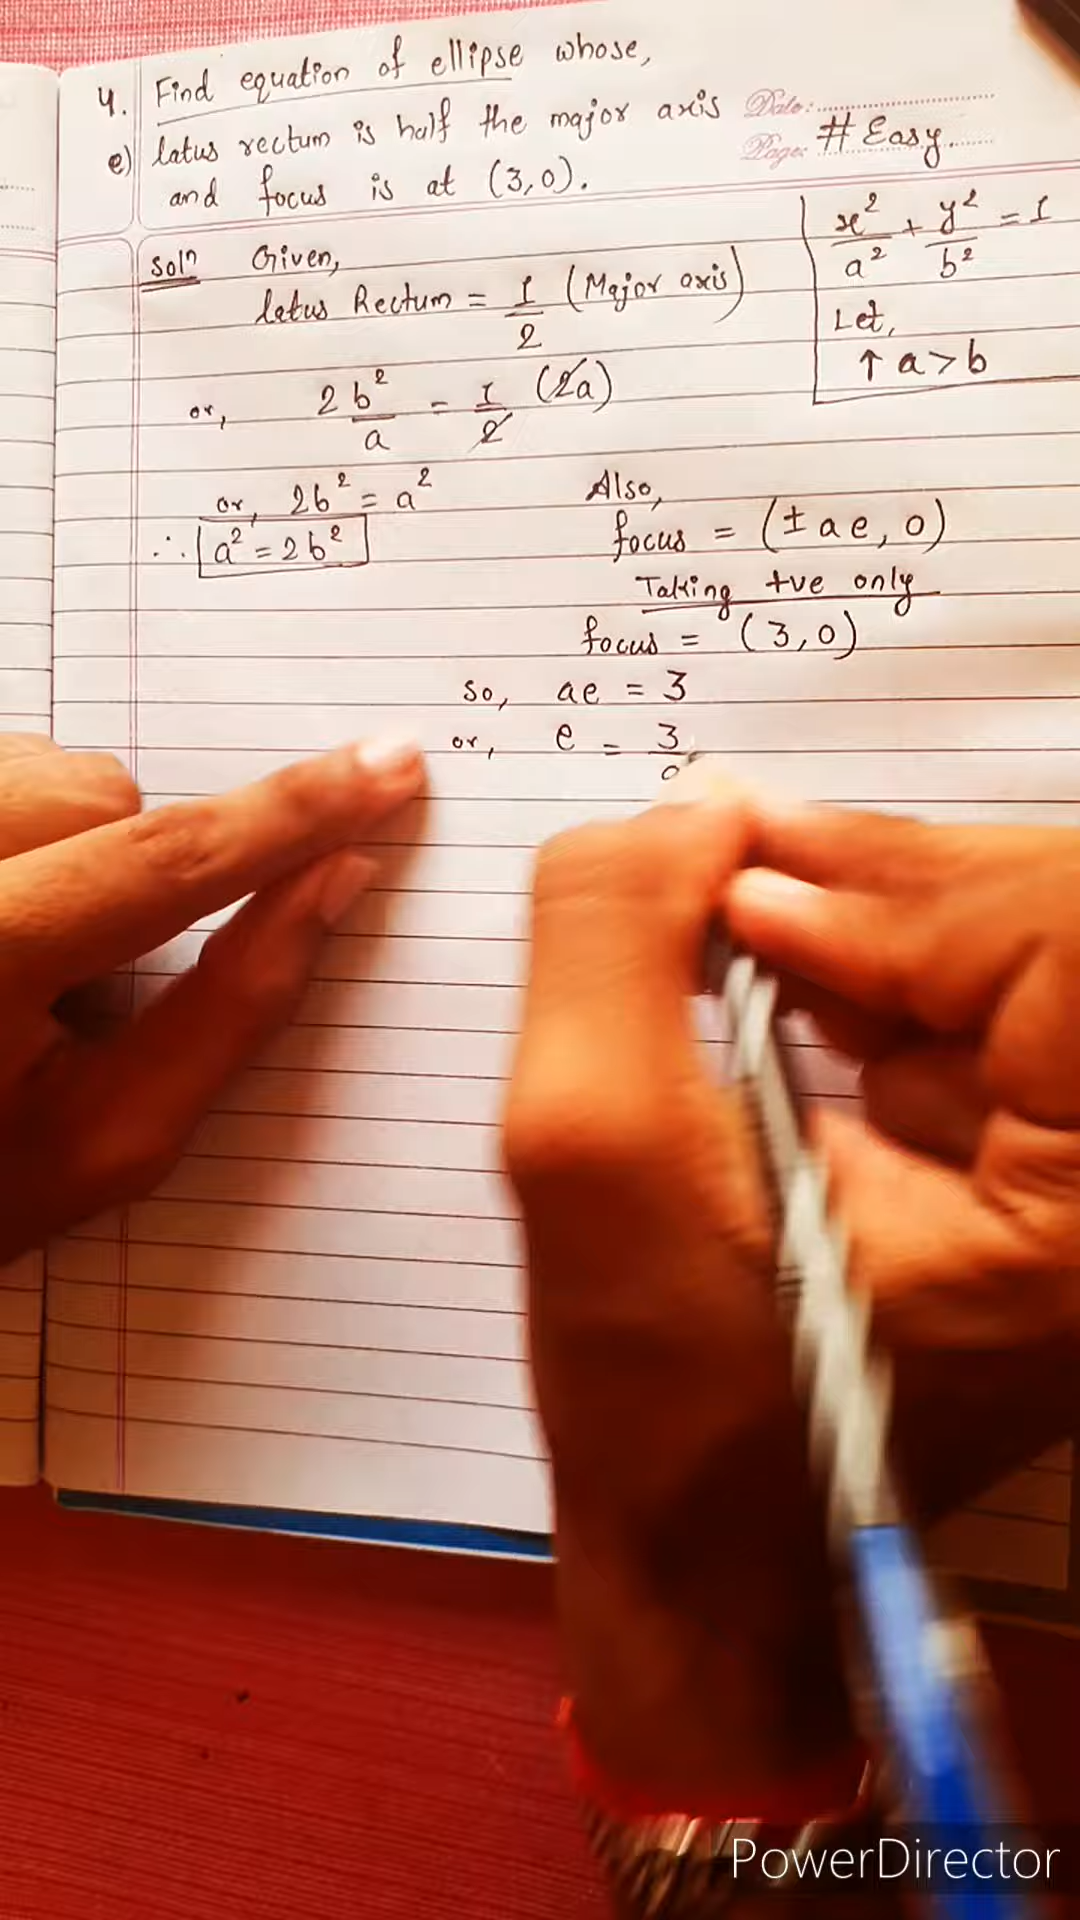 4. Find equation of ellipse whose,
e) latus rectum is half the major axis
and focus is at (3,0).
Date:
Page: # Easy.
Solⁿ Given,
latus Rectum = 1/2 (Major axis)
x²/a² + y²/b² = 1
Let,
↑ a > b
or, 2b²/a = 1/2 (2a)
or, 2b² = a²
∴ a² = 2b²
Also,
focus = (± ae, 0)
Taking +ve only
focus = (3,0)
so, ae = 3
or, e = 3/a
PowerDirector